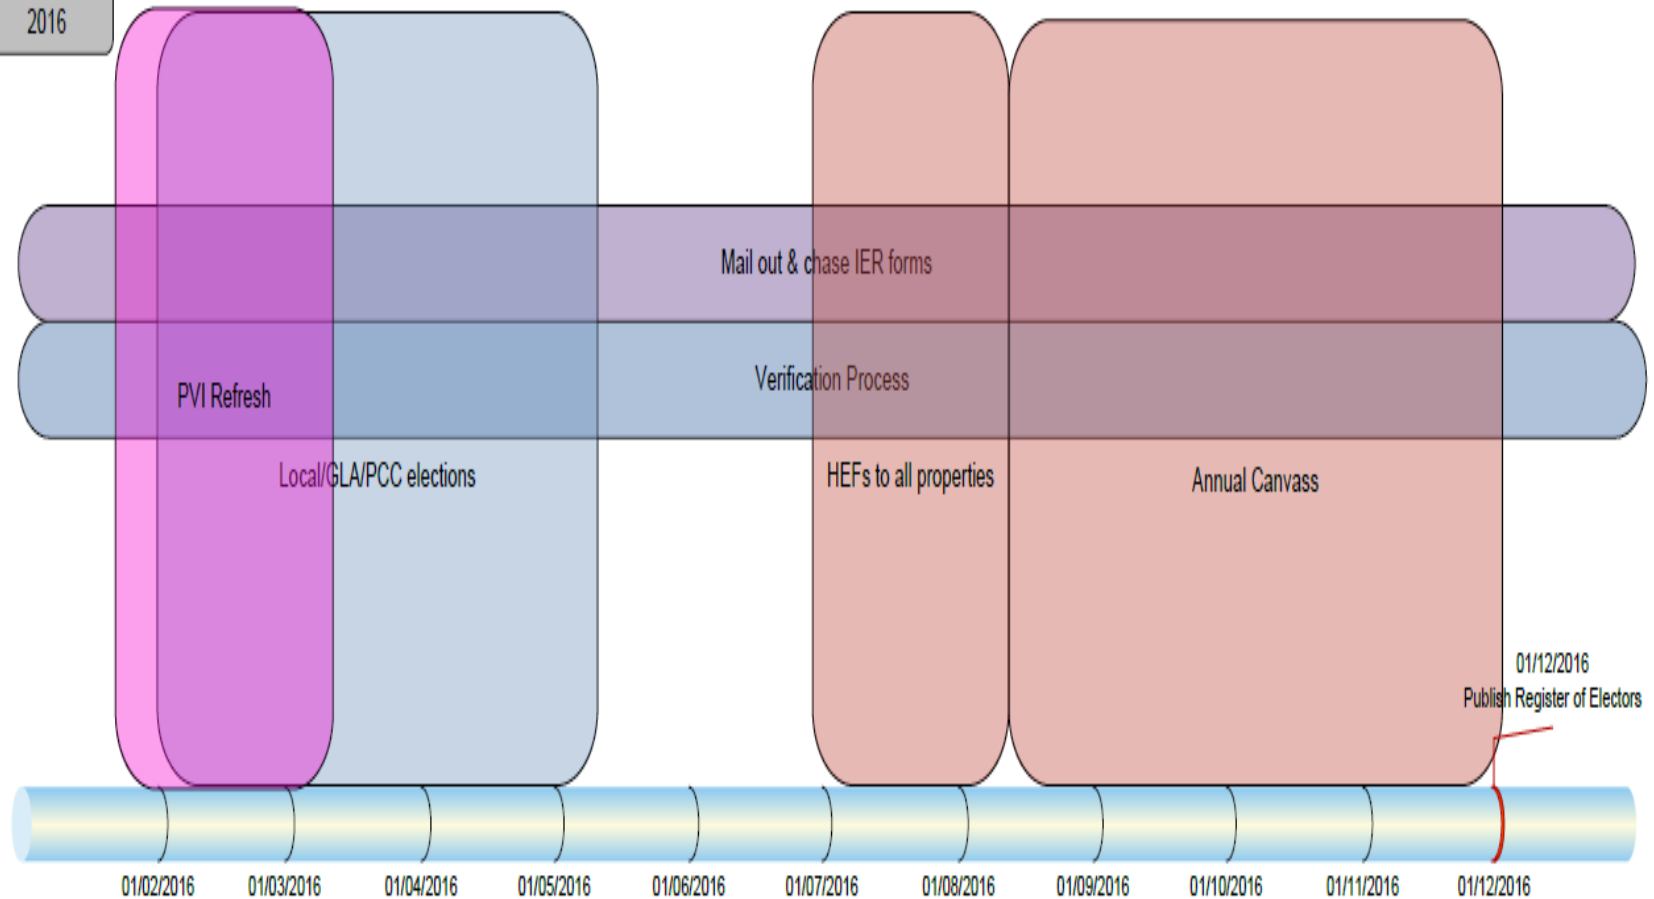 2016
Mail out & chase IER forms
Verification Process
PVI Refresh
Local/GLA/PCC elections
HEFs to all properties
Annual Canvass
01/12/2016
Publish Register of Electors
01/02/2016
01/03/2016
01/04/2016
01/05/2016
01/06/2016
01/07/2016
01/08/2016
01/09/2016
01/10/2016
01/11/2016
01/12/2016